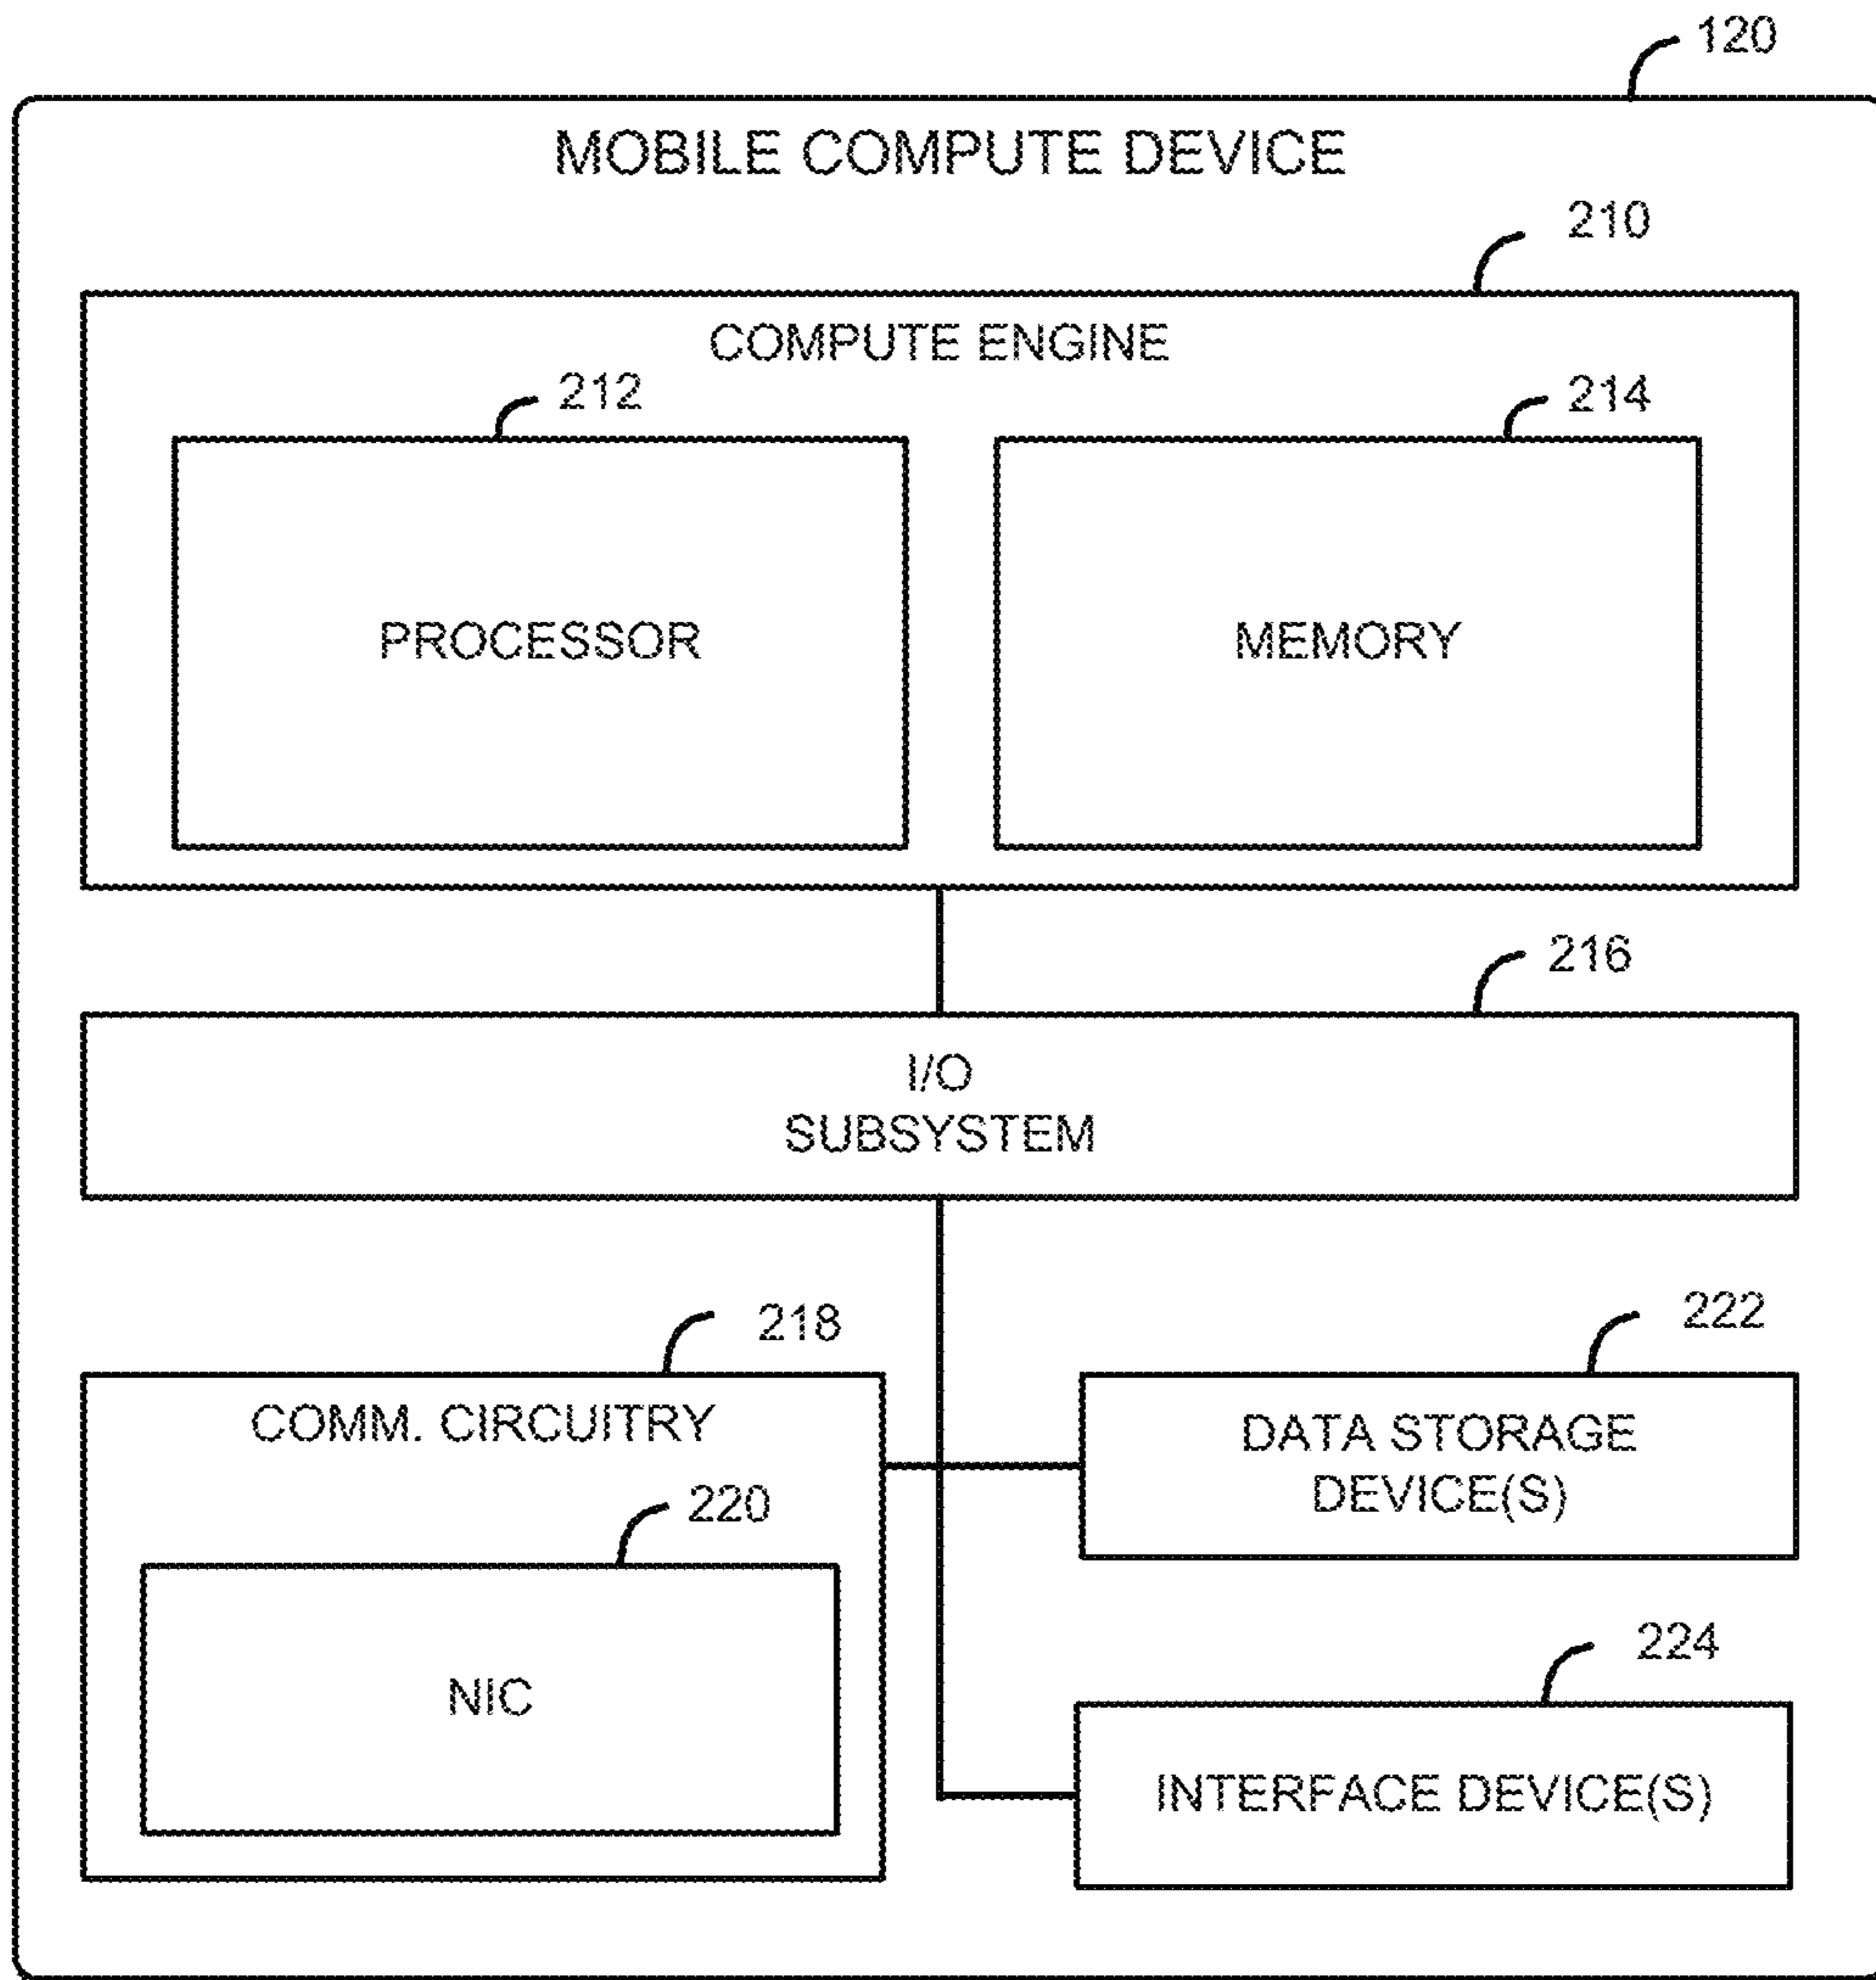 120
MOBILE COMPUTE DEVICE
210
COMPUTE ENGINE
212
214
PROCESSOR
MEMORY
216
I/O
SUBSYSTEM
218
222
COMM. CIRCUITRY
DATA STORAGE
DEVICE(S)
220
NIC
224
INTERFACE DEVICE(S)